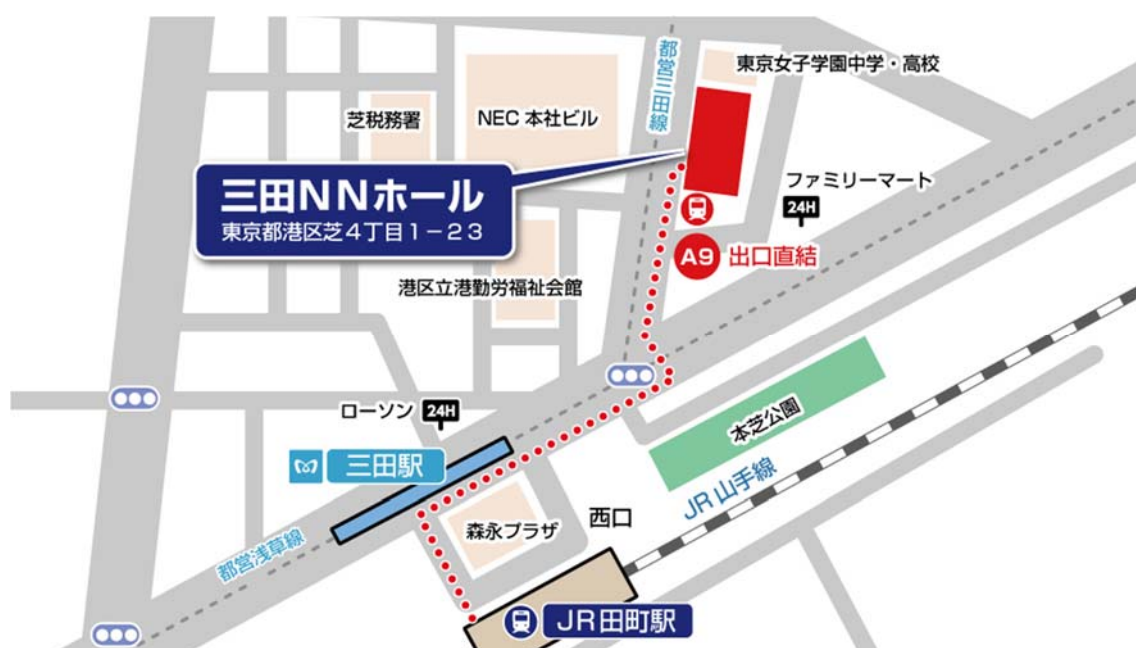 都営三田線
東京女子学園中学・高校
芝税務署
NEC 本社ビル
三田NNホール
東京都港区芝4丁目1−23
ファミリーマート
24H
A9 出口直結
港区立港勤労福祉会館
ローソン 24H
本芝公園
三田駅
JR山手線
西口
森永プラザ
都営浅草線
JR田町駅